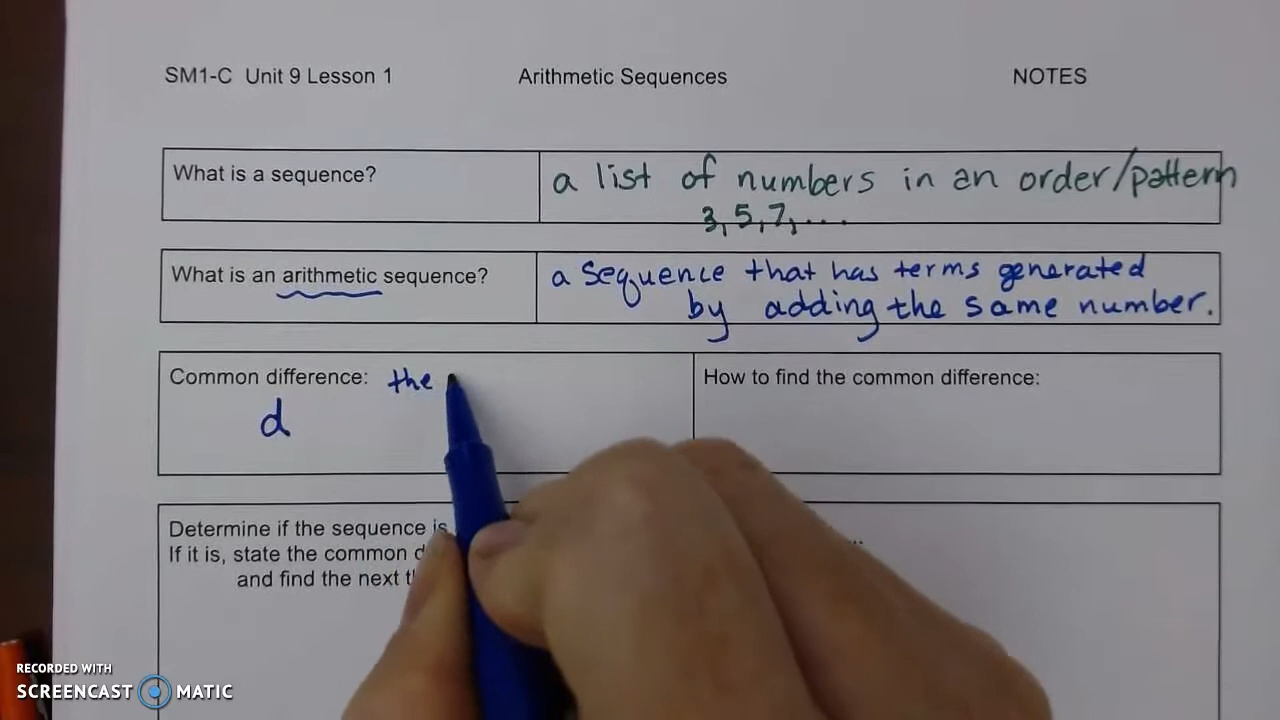 SM1-C Unit 9 Lesson 1 Arithmetic Sequences NOTES
What is a sequence? a list of numbers in an order/pattern
3, 5, 7, ...
What is an arithmetic sequence? a sequence that has terms generated
by adding the same number.
Common difference: the
d
How to find the common difference:
Determine if the sequence is
If it is, state the common
and find the next
RECORDED WITH
SCREENCAST MATIC